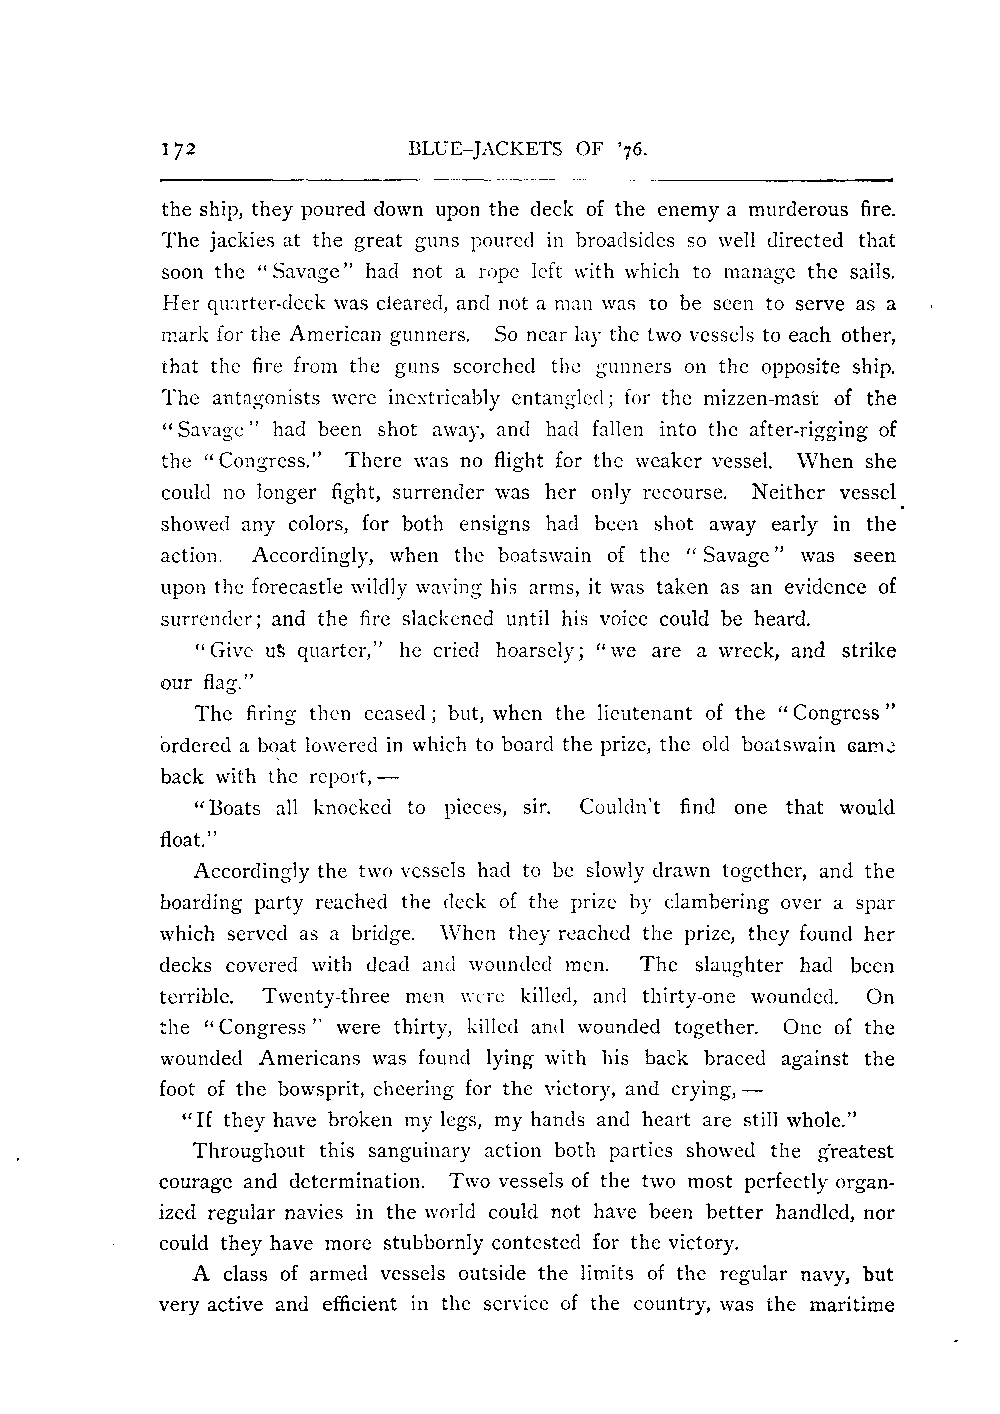 172 BLUE-JACKETS OF '76.
the ship, they poured down upon the deck of the enemy a murderous fire.
The jackies at the great guns poured in broadsides so well directed that
soon the "Savage" had not a rope left with which to manage the sails.
Her quarter-deck was cleared, and not a man was to be seen to serve as a
mark for the American gunners. So near lay the two vessels to each other,
that the fire from the guns scorched the gunners on the opposite ship.
The antagonists were inextricably entangled; for the mizzen-mast of the
"Savage" had been shot away, and had fallen into the after-rigging of
the "Congress." There was no flight for the weaker vessel. When she
could no longer fight, surrender was her only recourse. Neither vessel
showed any colors, for both ensigns had been shot away early in the
action. Accordingly, when the boatswain of the "Savage" was seen
upon the forecastle wildly waving his arms, it was taken as an evidence of
surrender; and the fire slackened until his voice could be heard.
"Give us quarter," he cried hoarsely; "we are a wreck, and strike
our flag."
The firing then ceased; but, when the lieutenant of the "Congress"
ordered a boat lowered in which to board the prize, the old boatswain came
back with the report,—
"Boats all knocked to pieces, sir. Couldn't find one that would
float."
Accordingly the two vessels had to be slowly drawn together, and the
boarding party reached the deck of the prize by clambering over a spar
which served as a bridge. When they reached the prize, they found her
decks covered with dead and wounded men. The slaughter had been
terrible. Twenty-three men were killed, and thirty-one wounded. On
the "Congress" were thirty, killed and wounded together. One of the
wounded Americans was found lying with his back braced against the
foot of the bowsprit, cheering for the victory, and crying,—
"If they have broken my legs, my hands and heart are still whole."
Throughout this sanguinary action both parties showed the greatest
courage and determination. Two vessels of the two most perfectly organ-
ized regular navies in the world could not have been better handled, nor
could they have more stubbornly contested for the victory.
A class of armed vessels outside the limits of the regular navy, but
very active and efficient in the service of the country, was the maritime